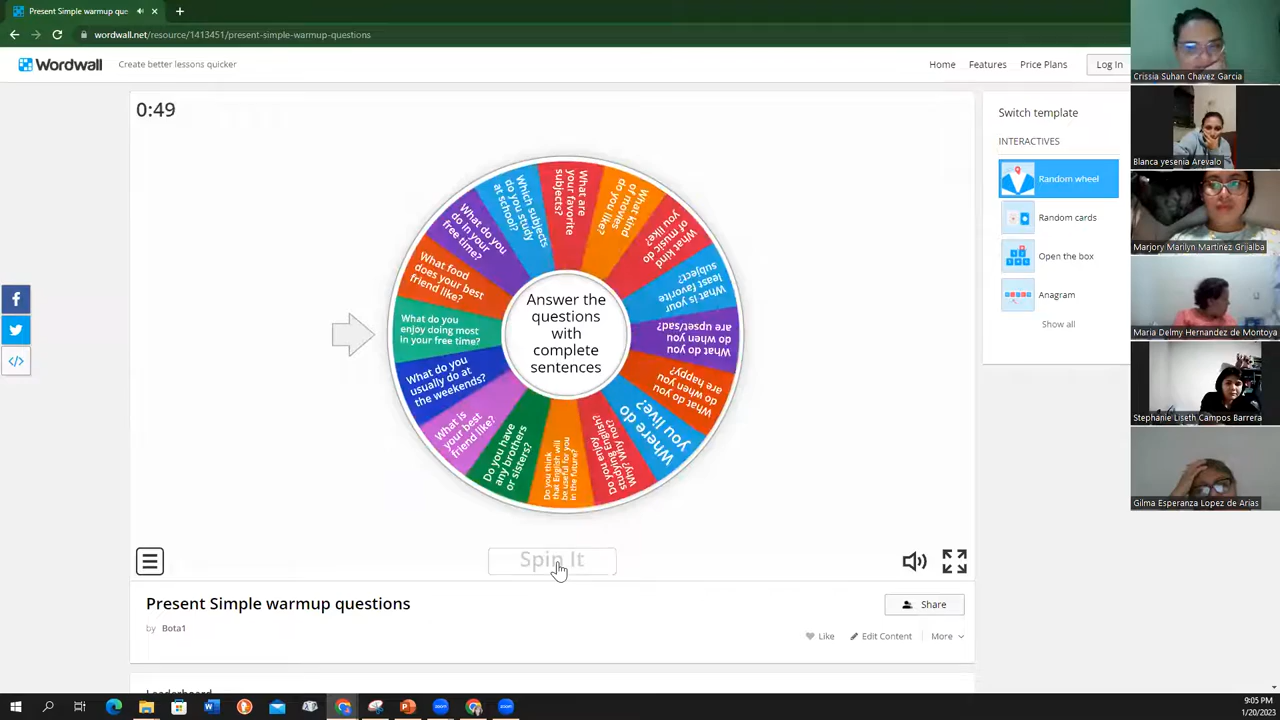 Present Simple warmup que
wordwall.net/resource/1413451/present-simple-warmup-questions
Wordwall
Create better lessons quicker
Home
Features
Price Plans
Log In
0:49
What are
your favorite
subjects?
What kind
of movies
do you like?
What kind
of music do
you like?
What is your
least favorite
subject?
What do you
do when you
are upset/sad?
What do you
do when you
are happy?
Where do
you live?
Do you enjoy
studying English?
Why? Why not?
Do you think
that English will
be useful for you
in the future?
Do you have
any brothers
or sisters?
What is
your best
friend like?
What do you
usually do at
the weekends?
What do you
enjoy doing most
in your free time?
What food
does your best
friend like?
What do you
do in your
free time?
Which subjects
do you study
at school?
Answer the
questions
with
complete
sentences
Spin It
Switch template
INTERACTIVES
Random wheel
Random cards
Open the box
Anagram
Show all
Present Simple warmup questions
by Bota1
Share
Like
Edit Content
More
Leaderboard
Crissia Suhan Chavez Garcia
Blanca yesenia Arevalo
Marjory Marilyn Martinez Grijalba
Maria Delmy Hernandez de Montoya
Stephanie Liseth Campos Barrera
Gilma Esperanza Lopez de Arias
9:05 PM
1/20/2023